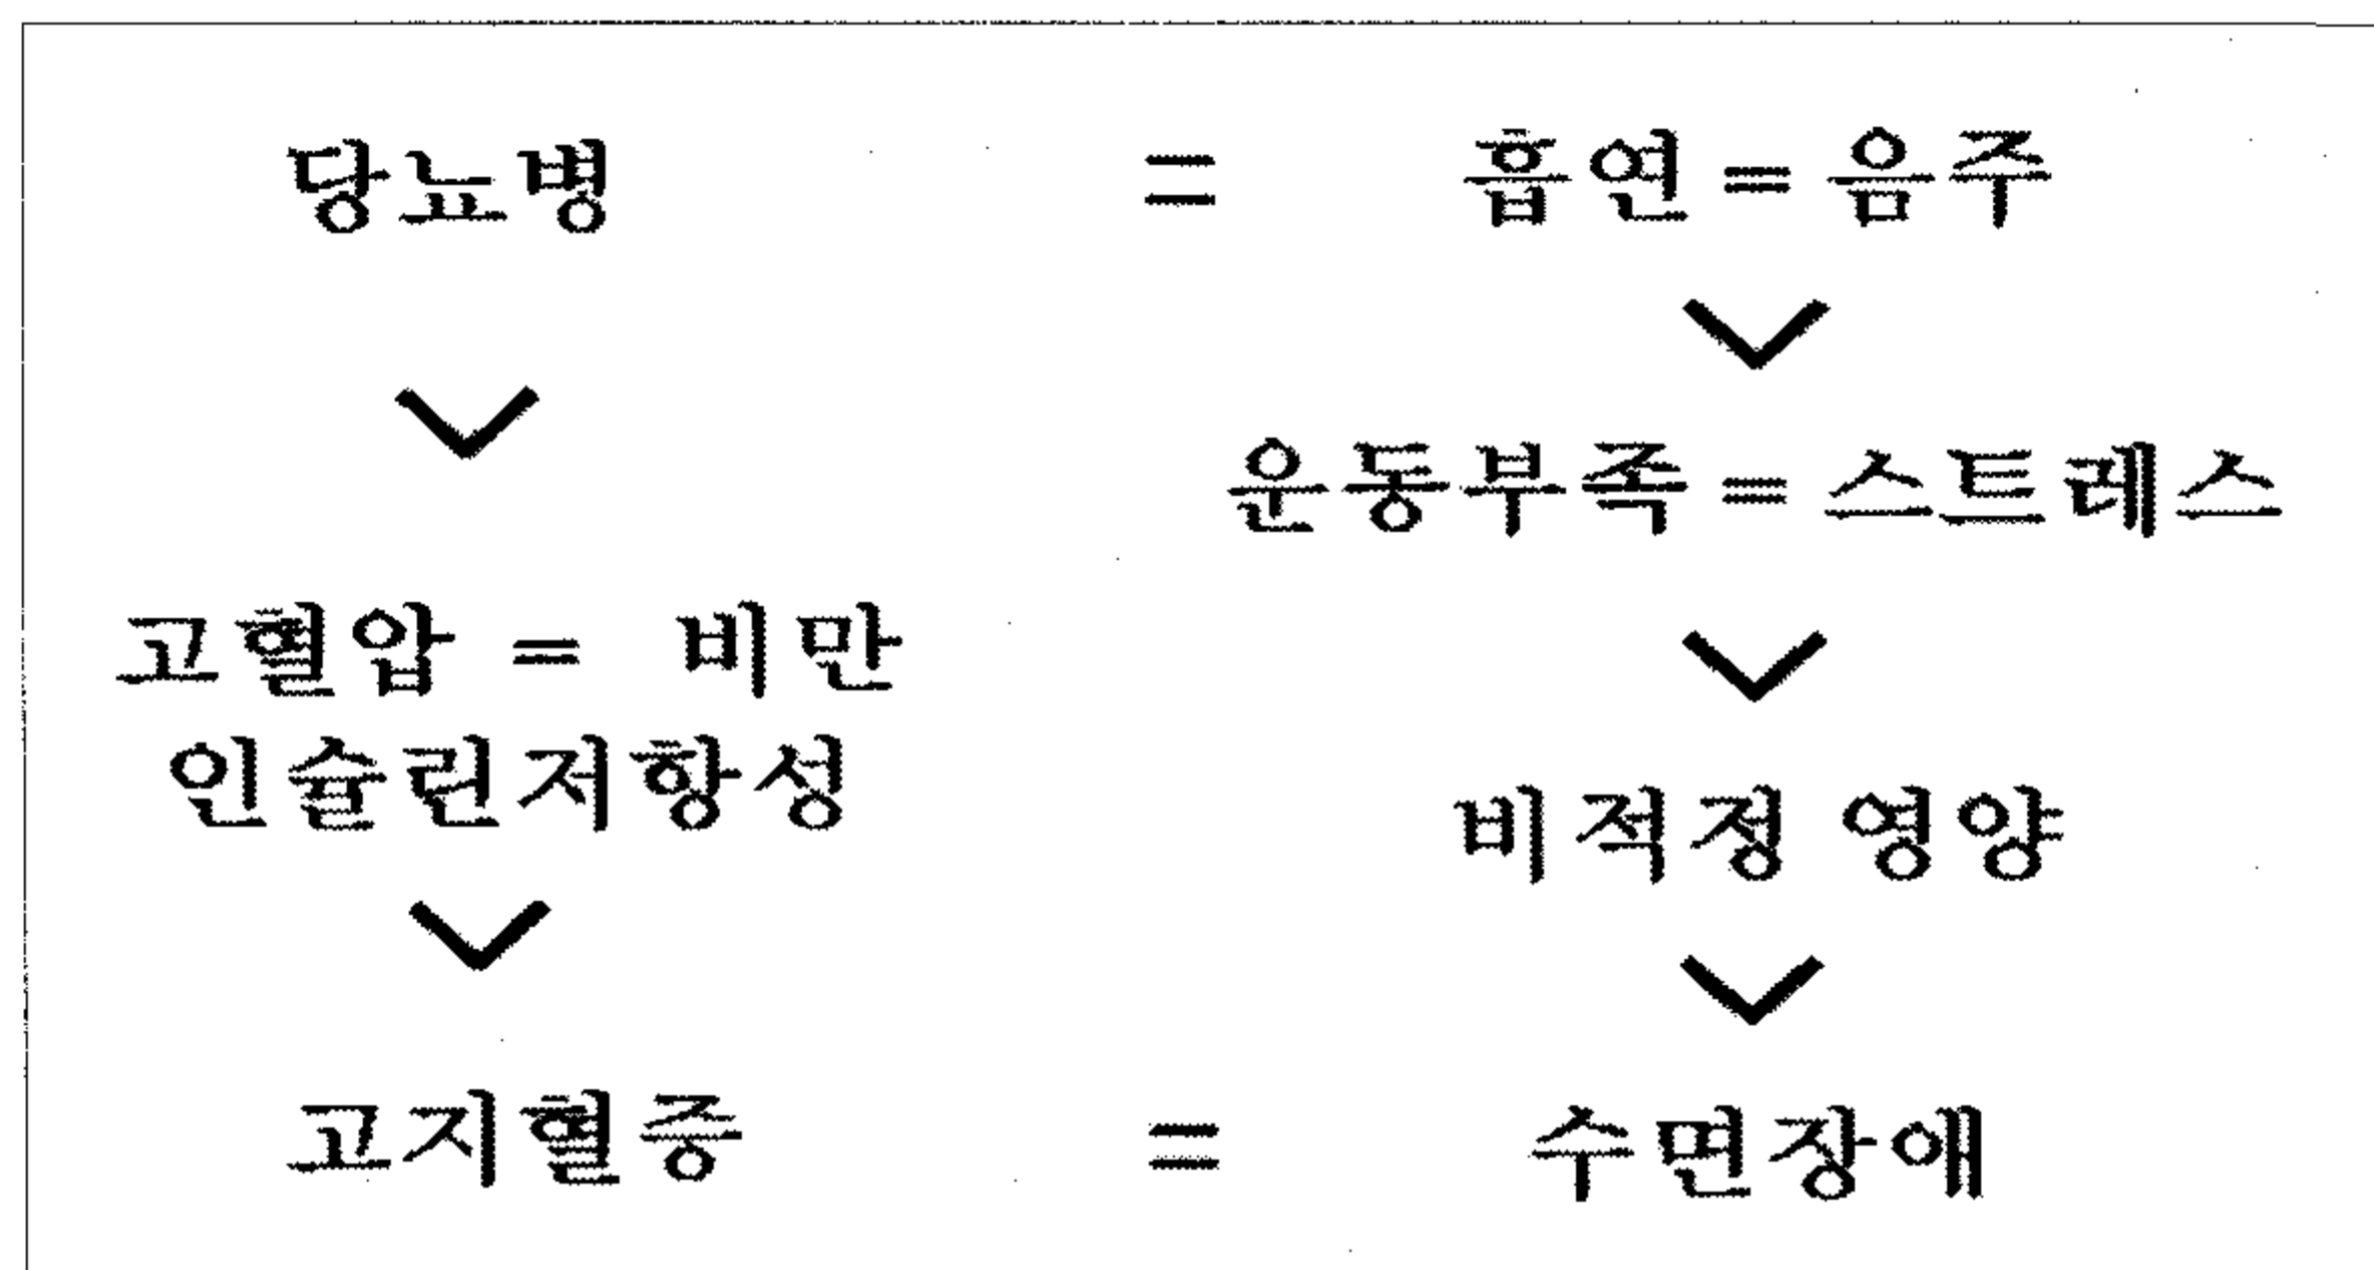 당뇨병 = 흡연 = 음주
운동부족 = 스트레스
고혈압 = 비만
인슐린저항성
비적정 영양
고지혈증 = 수면장애